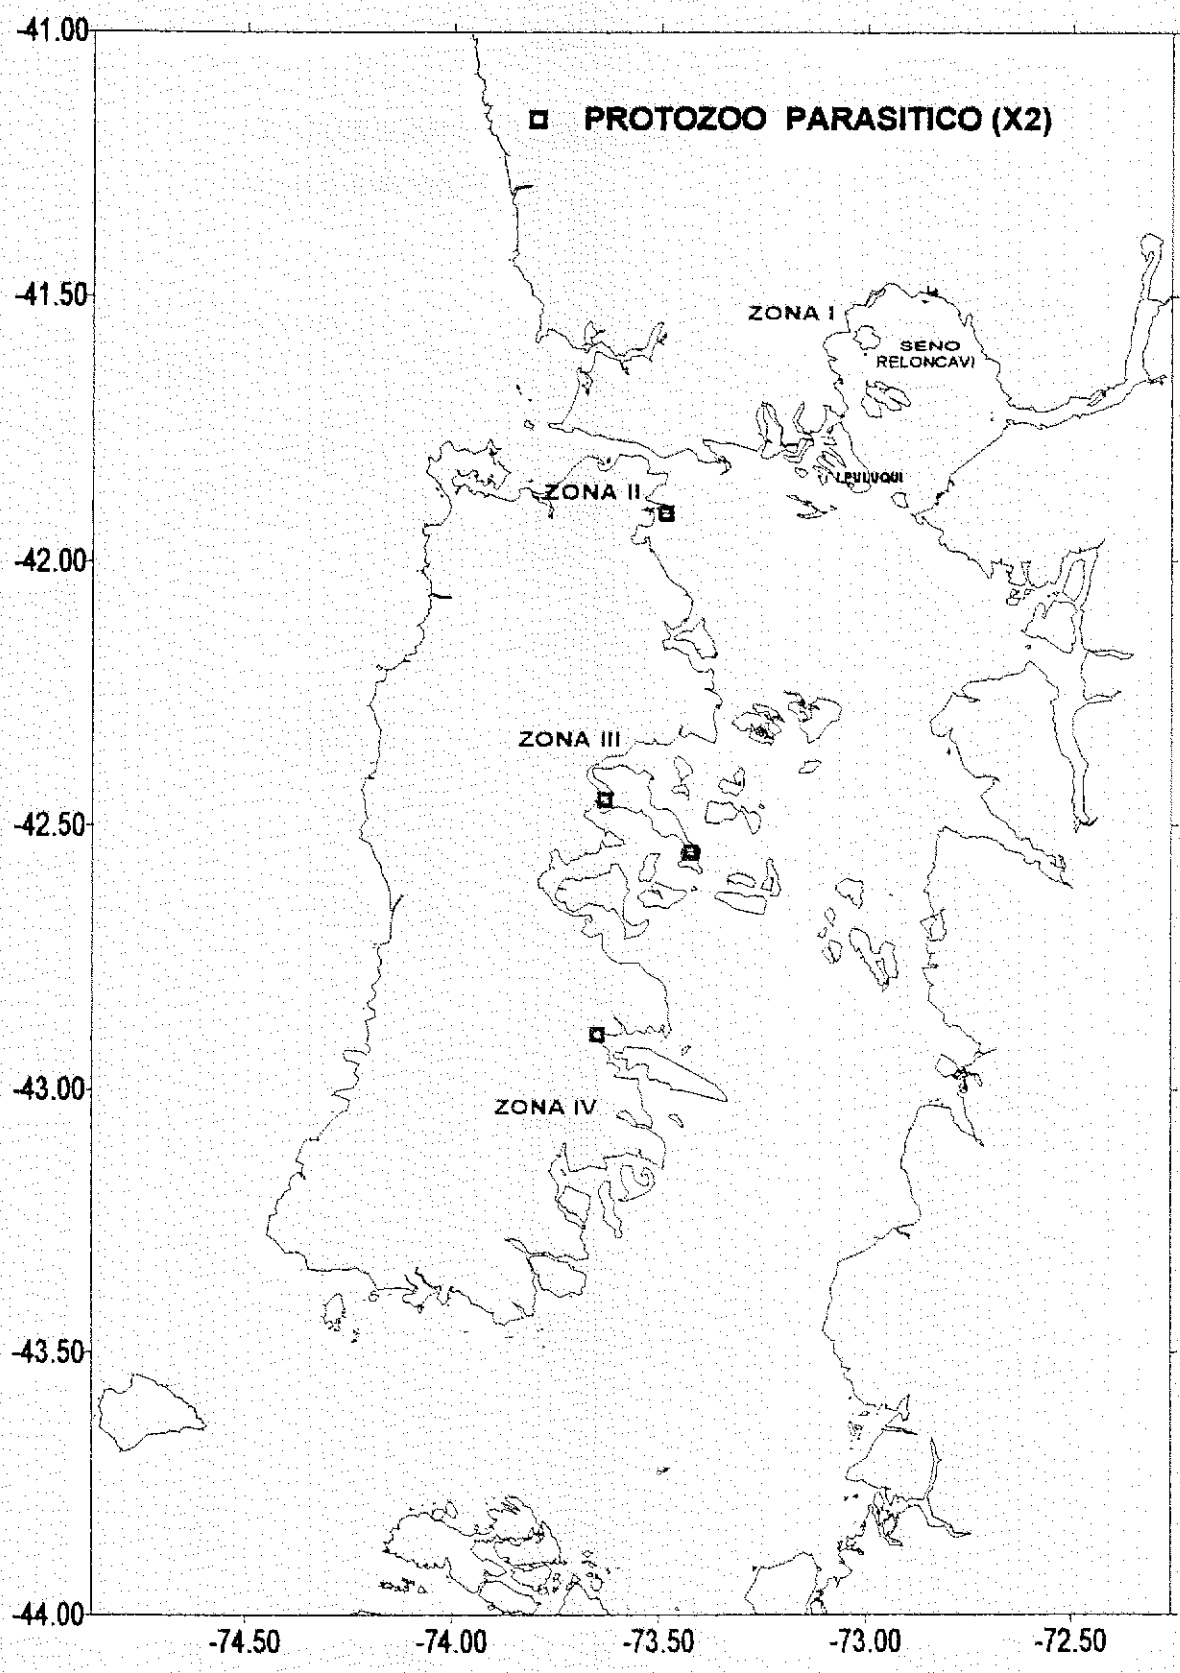 -41.00
PROTOZOO PARASITICO (X2)
-41.50
ZONA I
SENO
RELONCAVI
I.PULUQUI
ZONA II
-42.00
ZONA III
-42.50
-43.00
ZONA IV
-43.50
-44.00
-74.50
-74.00
-73.50
-73.00
-72.50